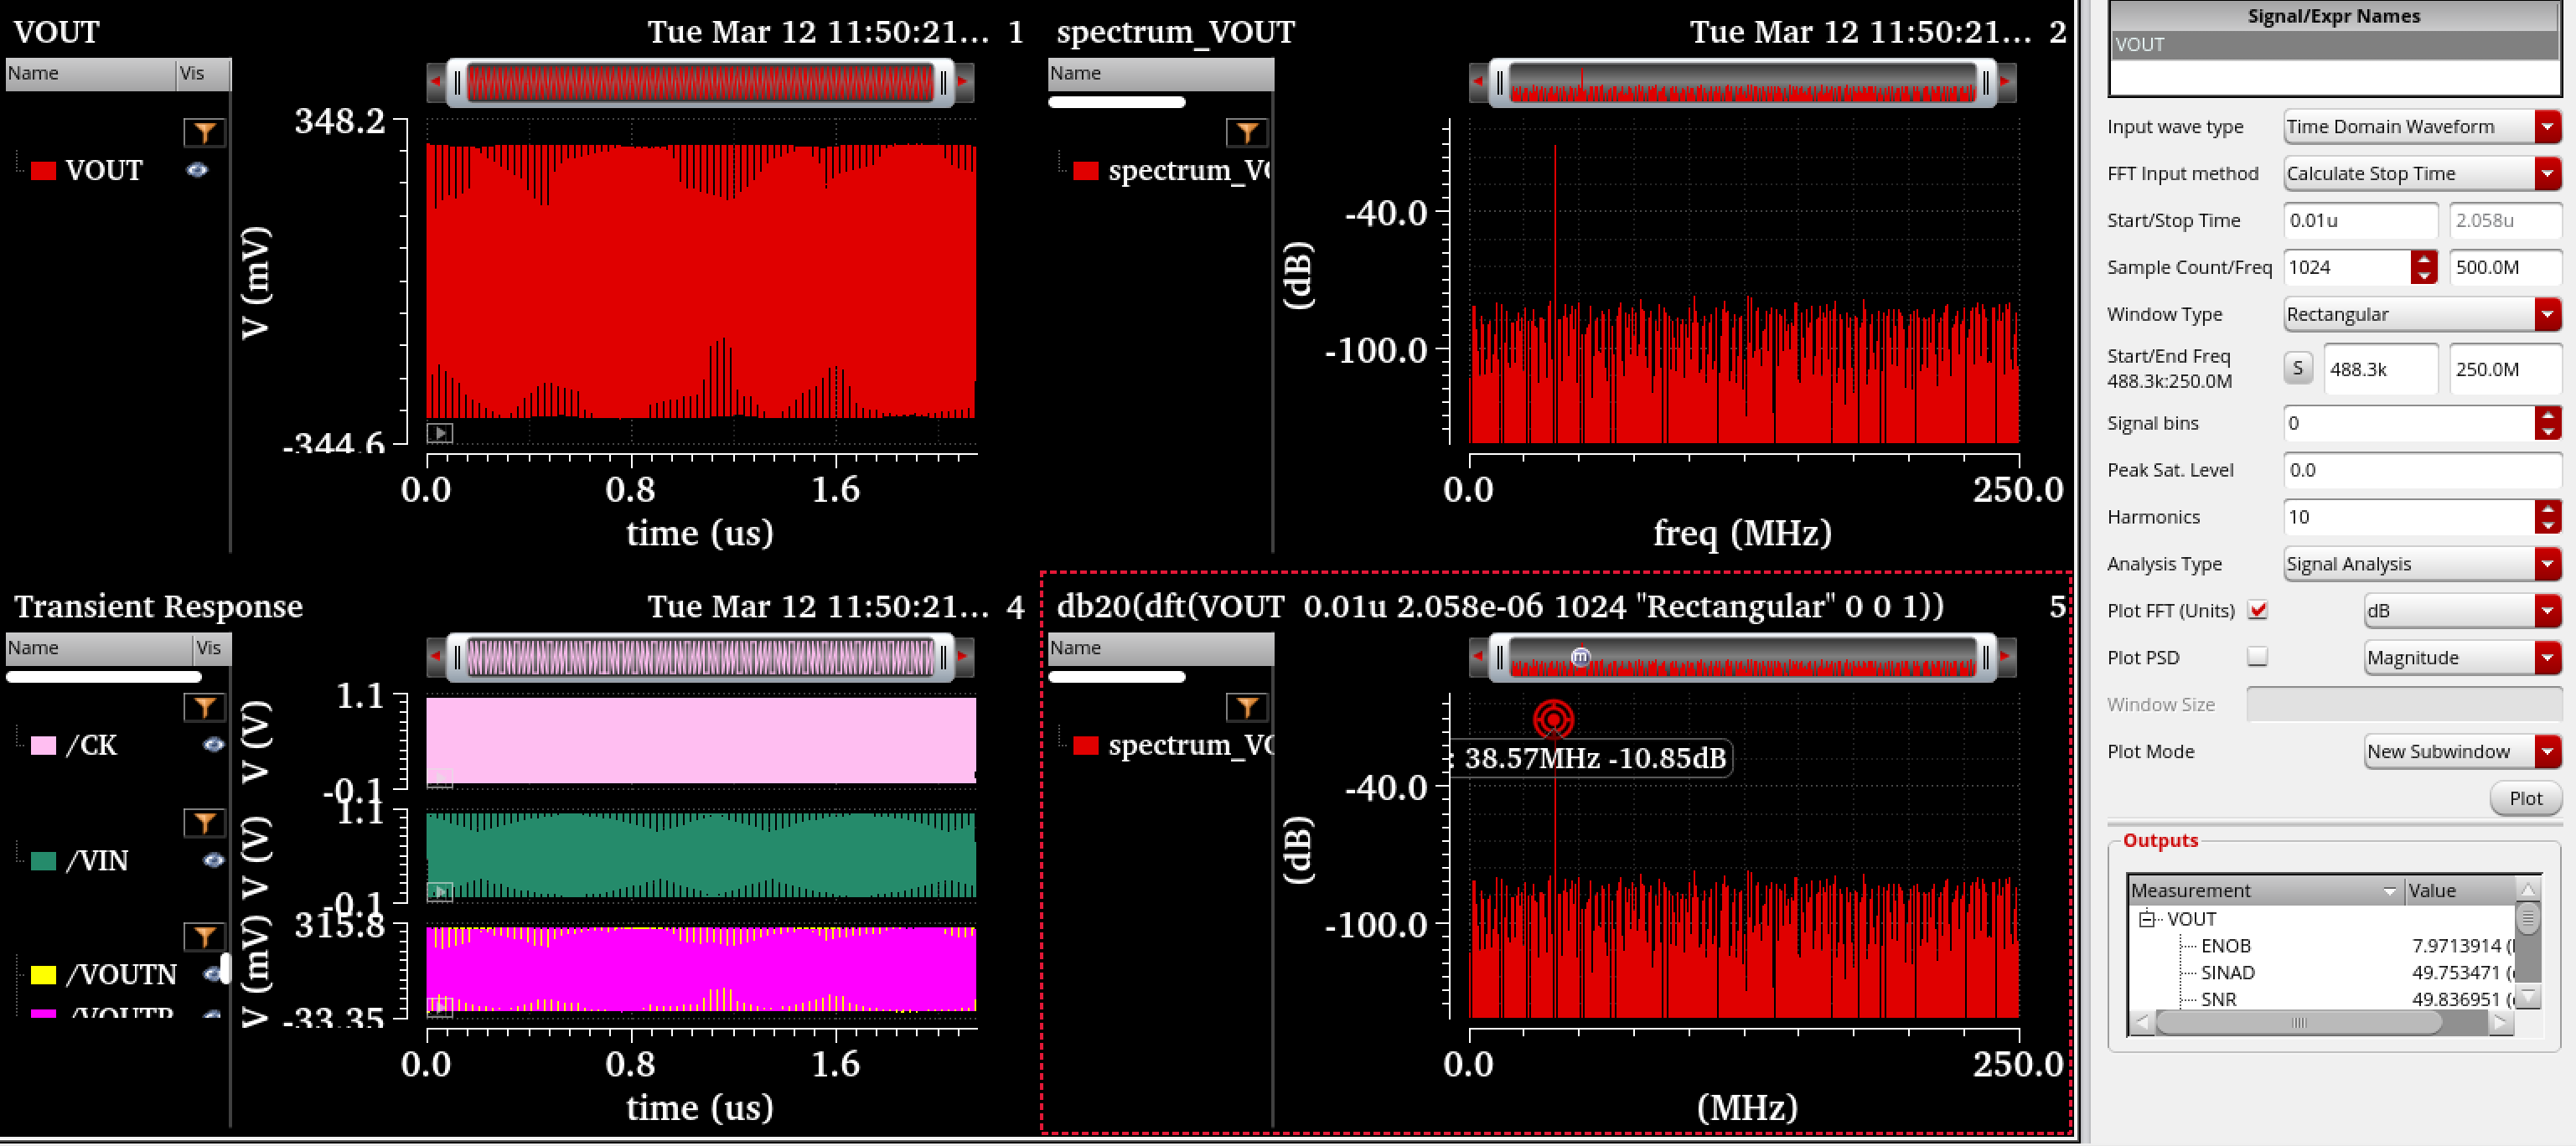 VOUT
Tue Mar 12 11:50:21... 1
Name Vis
VOUT
348.2
-344.6
V (mV)
0.0 0.8 1.6
time (us)
spectrum_VOUT
Tue Mar 12 11:50:21... 2
Name
spectrum_VO
-40.0
-100.0
(dB)
0.0 250.0
freq (MHz)
Transient Response
Tue Mar 12 11:50:21... 4
Name Vis
/CK
/VIN
/VOUTN
/VOUTP
1.1
-0.1
V (V)
1.1
-0.1
V (V)
315.8
-33.35
V (mV)
0.0 0.8 1.6
time (us)
db20(dft(VOUT 0.01u 2.058e-06 1024 "Rectangular" 0 0 1))
5
Name
m
spectrum_VO
: 38.57MHz -10.85dB
-40.0
-100.0
(dB)
0.0 250.0
(MHz)
Signal/Expr Names
VOUT
Input wave type Time Domain Waveform
FFT Input method Calculate Stop Time
Start/Stop Time 0.01u 2.058u
Sample Count/Freq 1024 500.0M
Window Type Rectangular
Start/End Freq
488.3k:250.0M
S 488.3k 250.0M
Signal bins 0
Peak Sat. Level 0.0
Harmonics 10
Analysis Type Signal Analysis
Plot FFT (Units) dB
Plot PSD Magnitude
Window Size
Plot Mode New Subwindow
Plot
Outputs
Measurement Value
VOUT
ENOB 7.9713914 (
SINAD 49.753471 (
SNR 49.836951 (